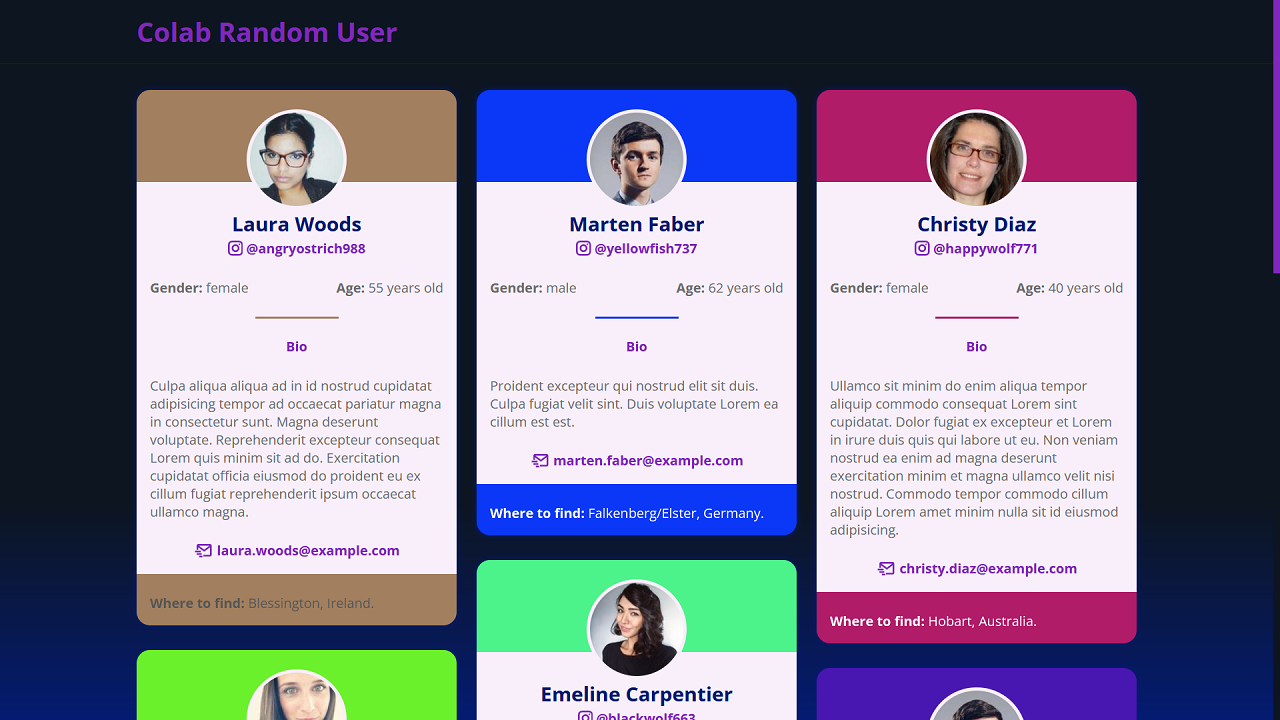 Colab Random User
Laura Woods
@angryostrich988
Gender: female Age: 55 years old
Bio
Culpa aliqua aliqua ad in id nostrud cupidatat
adipisicing tempor ad occaecat pariatur magna
in consectetur sunt. Magna deserunt
voluptate. Reprehenderit excepteur consequat
Lorem quis minim sit ad do. Exercitation
cupidatat officia eiusmod do proident eu ex
cillum fugiat reprehenderit ipsum occaecat
ullamco magna.
laura.woods@example.com
Where to find: Blessington, Ireland.
Marten Faber
@yellowfish737
Gender: male Age: 62 years old
Bio
Proident excepteur qui nostrud elit sit duis.
Culpa fugiat velit sint. Duis voluptate Lorem ea
cillum est est.
marten.faber@example.com
Where to find: Falkenberg/Elster, Germany.
Emeline Carpentier
@blackwolf663
Christy Diaz
@happywolf771
Gender: female Age: 40 years old
Bio
Ullamco sit minim do enim aliqua tempor
aliquip commodo consequat Lorem sint
cupidatat. Dolor fugiat ex excepteur et Lorem
in irure duis quis qui labore ut eu. Non veniam
nostrud ea enim ad magna deserunt
exercitation minim et magna ullamco velit nisi
nostrud. Commodo tempor commodo cillum
aliquip Lorem amet minim nulla sit id eiusmod
adipisicing.
christy.diaz@example.com
Where to find: Hobart, Australia.